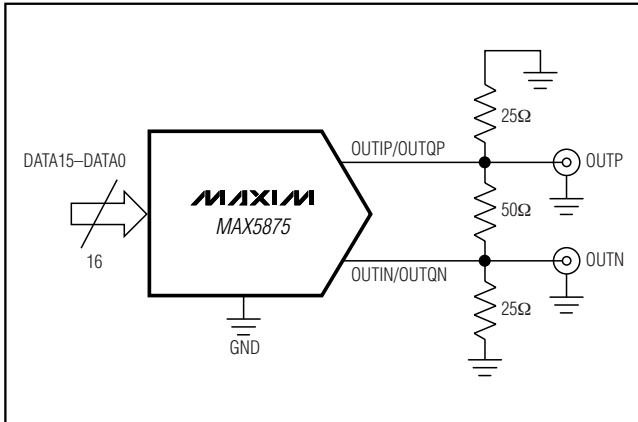 25Ω
OUTIP/OUTQP
OUTP
DATA15–DATA0
MAXIM
MAX5875
50Ω
16
OUTIN/OUTQN
OUTN
25Ω
GND